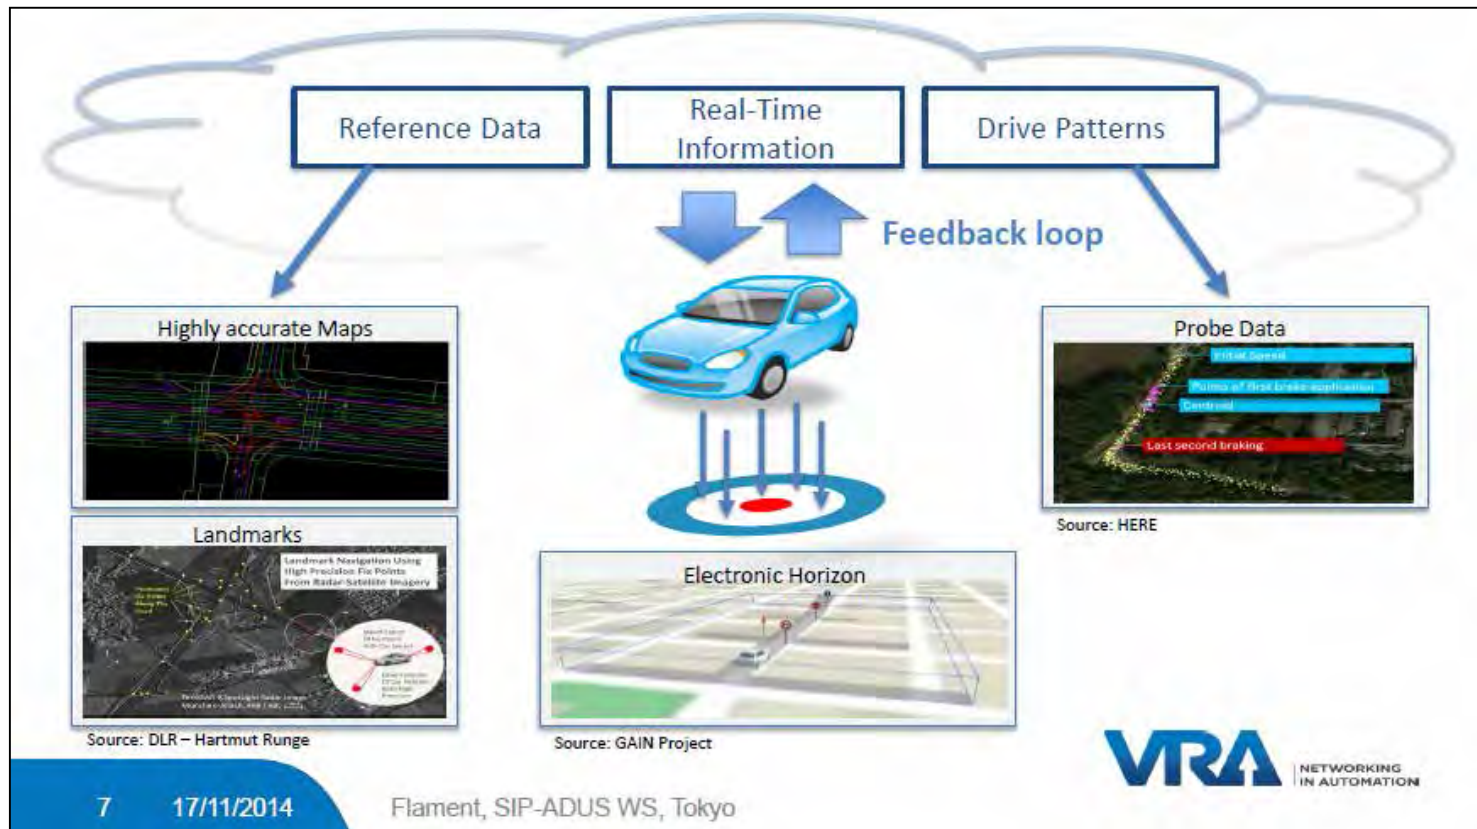 Reference Data
Real-Time
Information
Drive Patterns
Feedback loop
Highly accurate Maps
Landmarks
Landmark Navigation Using
High Precision Fix Points
From Radar Satellite Imagery
Source: DLR – Hartmut Runge
Electronic Horizon
Source: GAIN Project
Probe Data
Initial Speed
Points of first brake application
Centroid
Last second braking
Source: HERE
VRA
NETWORKING
IN AUTOMATION
7
17/11/2014
Flament, SIP-ADUS WS, Tokyo